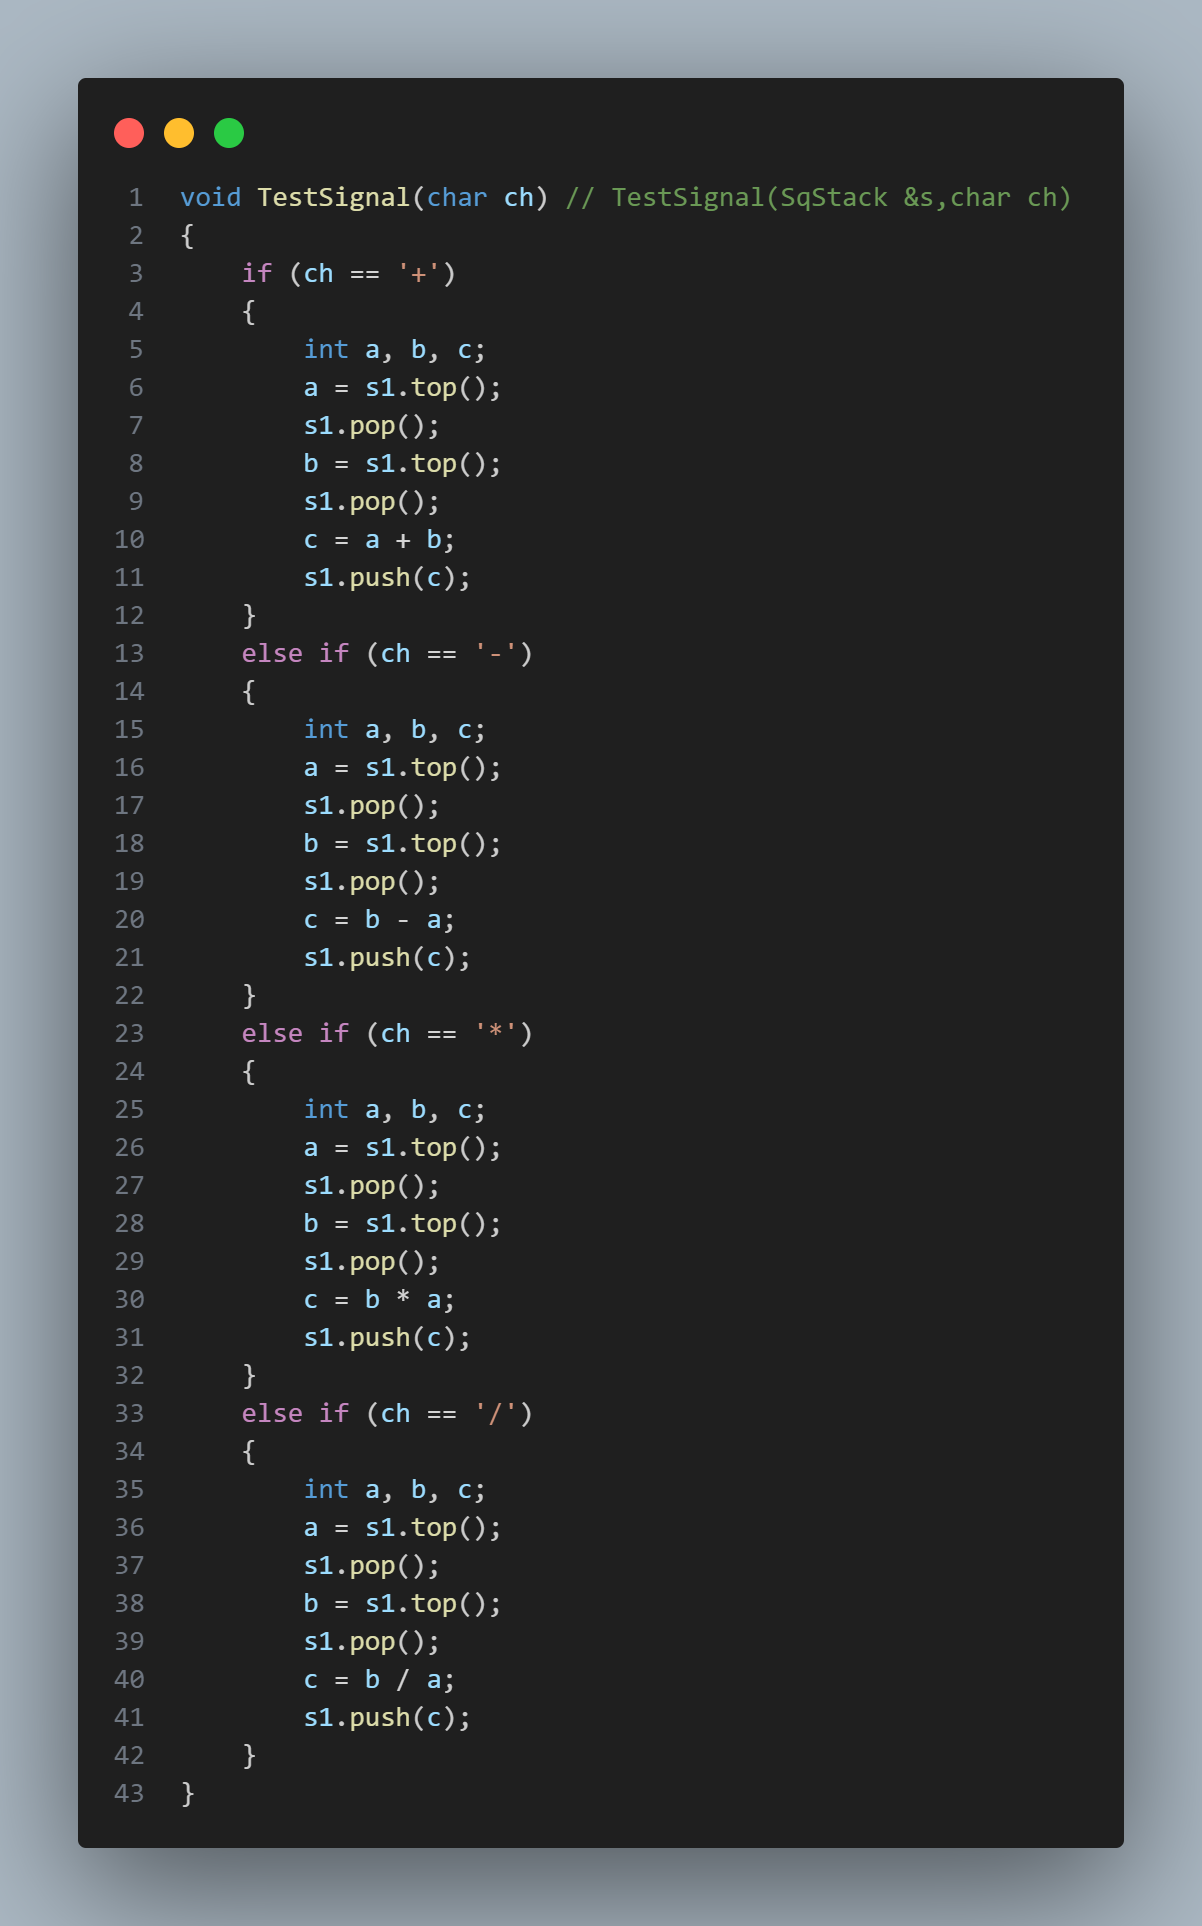 1 void TestSignal(char ch) // TestSignal(SqStack &s,char ch)
2 {
3     if (ch == '+')
4     {
5         int a, b, c;
6         a = s1.top();
7         s1.pop();
8         b = s1.top();
9         s1.pop();
10         c = a + b;
11         s1.push(c);
12     }
13     else if (ch == '-')
14     {
15         int a, b, c;
16         a = s1.top();
17         s1.pop();
18         b = s1.top();
19         s1.pop();
20         c = b - a;
21         s1.push(c);
22     }
23     else if (ch == '*')
24     {
25         int a, b, c;
26         a = s1.top();
27         s1.pop();
28         b = s1.top();
29         s1.pop();
30         c = b * a;
31         s1.push(c);
32     }
33     else if (ch == '/')
34     {
35         int a, b, c;
36         a = s1.top();
37         s1.pop();
38         b = s1.top();
39         s1.pop();
40         c = b / a;
41         s1.push(c);
42     }
43 }